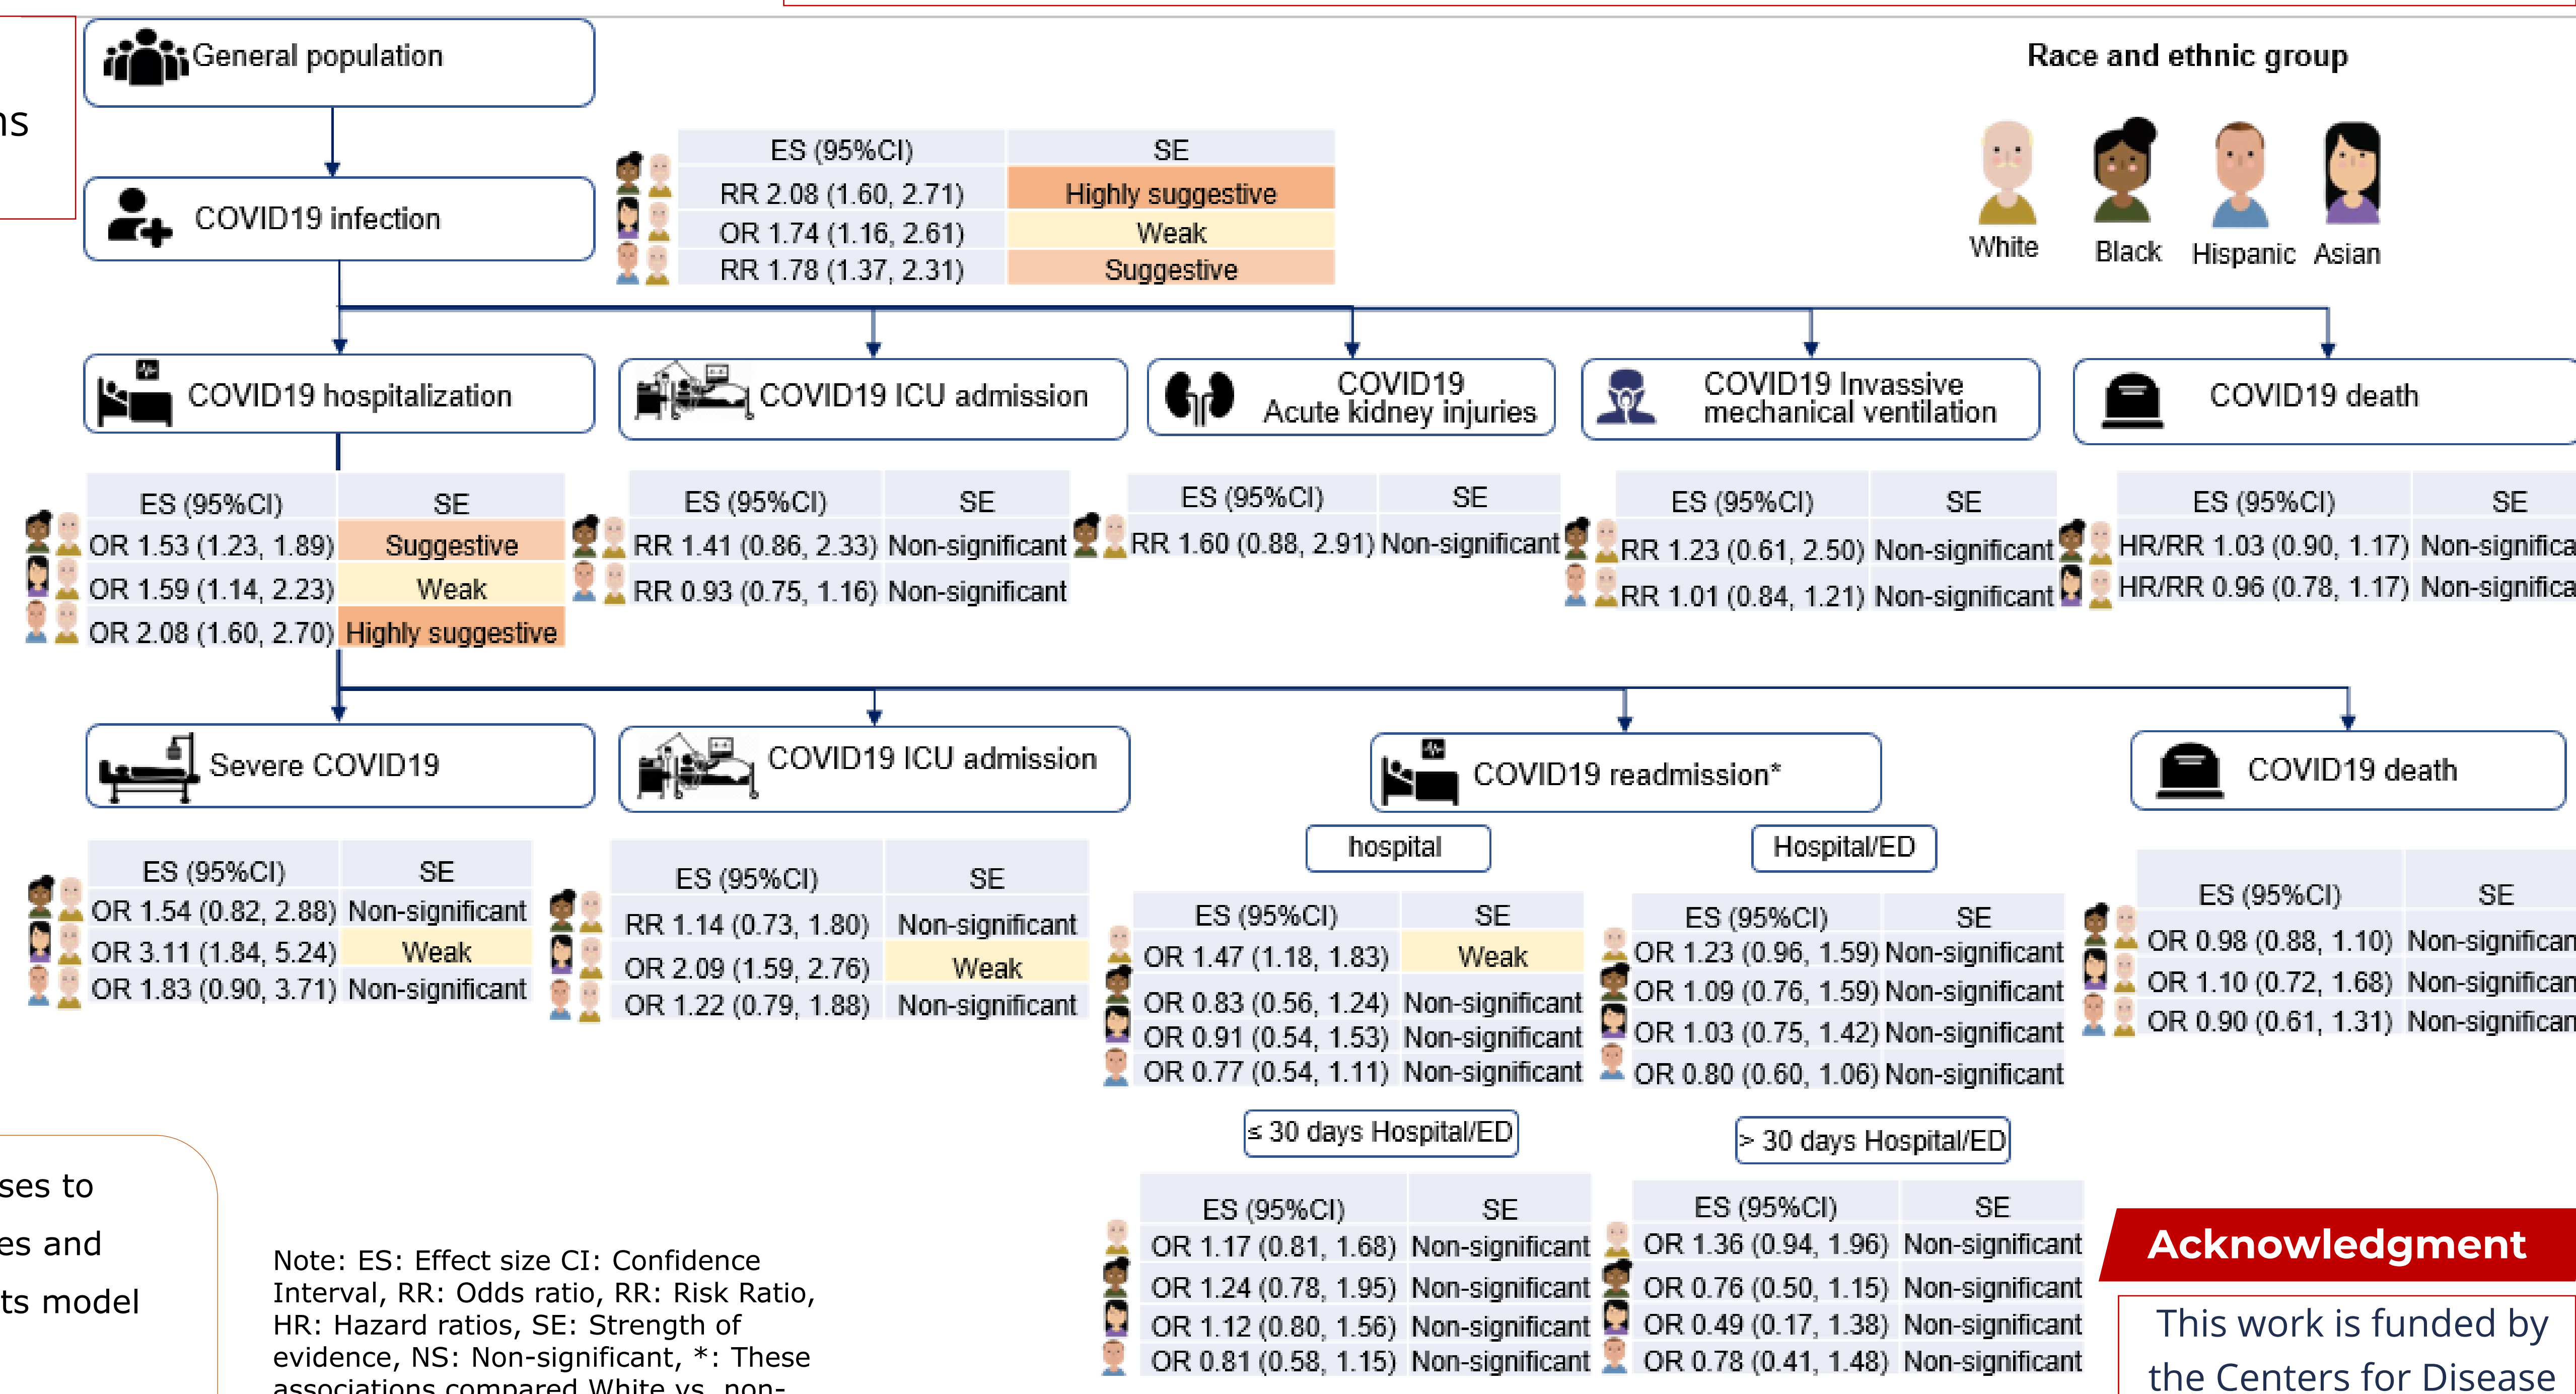 ns
General population
Race and ethnic group
White Black Hispanic Asian
COVID19 infection
ES (95%CI) SE
RR 2.08 (1.60, 2.71) Highly suggestive
OR 1.74 (1.16, 2.61) Weak
RR 1.78 (1.37, 2.31) Suggestive
COVID19 hospitalization
ES (95%CI) SE
OR 1.53 (1.23, 1.89) Suggestive
OR 1.59 (1.14, 2.23) Weak
OR 2.08 (1.60, 2.70) Highly suggestive
COVID19 ICU admission
ES (95%CI) SE
RR 1.41 (0.86, 2.33) Non-significant
RR 0.93 (0.75, 1.16) Non-significant
COVID19
Acute kidney injuries
ES (95%CI) SE
RR 1.60 (0.88, 2.91) Non-significant
COVID19 Invassive
mechanical ventilation
ES (95%CI) SE
RR 1.23 (0.61, 2.50) Non-significant
RR 1.01 (0.84, 1.21) Non-significant
COVID19 death
ES (95%CI) SE
HR/RR 1.03 (0.90, 1.17) Non-significa
HR/RR 0.96 (0.78, 1.17) Non-significa
Severe COVID19
ES (95%CI) SE
OR 1.54 (0.82, 2.88) Non-significant
OR 3.11 (1.84, 5.24) Weak
OR 1.83 (0.90, 3.71) Non-significant
COVID19 ICU admission
ES (95%CI) SE
RR 1.14 (0.73, 1.80) Non-significant
OR 2.09 (1.59, 2.76) Weak
OR 1.22 (0.79, 1.88) Non-significant
COVID19 readmission*
hospital
ES (95%CI) SE
OR 1.47 (1.18, 1.83) Weak
OR 0.83 (0.56, 1.24) Non-significant
OR 0.91 (0.54, 1.53) Non-significant
OR 0.77 (0.54, 1.11) Non-significant
Hospital/ED
ES (95%CI) SE
OR 1.23 (0.96, 1.59) Non-significant
OR 1.09 (0.76, 1.59) Non-significant
OR 1.03 (0.75, 1.42) Non-significant
OR 0.80 (0.60, 1.06) Non-significant
≤ 30 days Hospital/ED
ES (95%CI) SE
OR 1.17 (0.81, 1.68) Non-significant
OR 1.24 (0.78, 1.95) Non-significant
OR 1.12 (0.80, 1.56) Non-significant
OR 0.81 (0.58, 1.15) Non-significant
> 30 days Hospital/ED
ES (95%CI) SE
OR 1.36 (0.94, 1.96) Non-significant
OR 0.76 (0.50, 1.15) Non-significant
OR 0.49 (0.17, 1.38) Non-significant
OR 0.78 (0.41, 1.48) Non-significant
COVID19 death
ES (95%CI) SE
OR 0.98 (0.88, 1.10) Non-significan
OR 1.10 (0.72, 1.68) Non-significan
OR 0.90 (0.61, 1.31) Non-significan
ses to
es and
ts model
Note: ES: Effect size CI: Confidence
Interval, RR: Odds ratio, RR: Risk Ratio,
HR: Hazard ratios, SE: Strength of
evidence, NS: Non-significant, *: These
associations compared White vs. non-
Acknowledgment
This work is funded by
the Centers for Disease